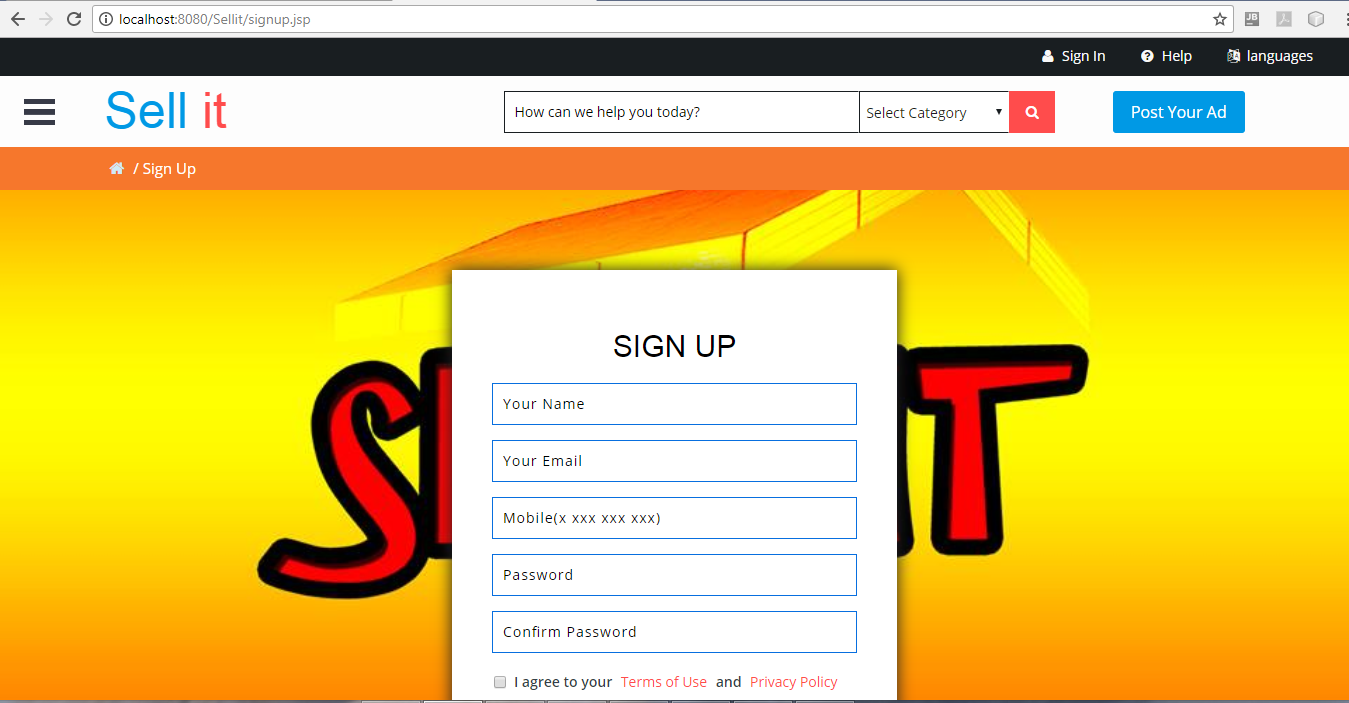 localhost:8080/Sellit/signup.jsp
Sign In Help languages
Sell it
How can we help you today? Select Category Post Your Ad
/ Sign Up
SIGN UP
Your Name
Your Email
Mobile(x xxx xxx xxx)
Password
Confirm Password
I agree to your Terms of Use and Privacy Policy